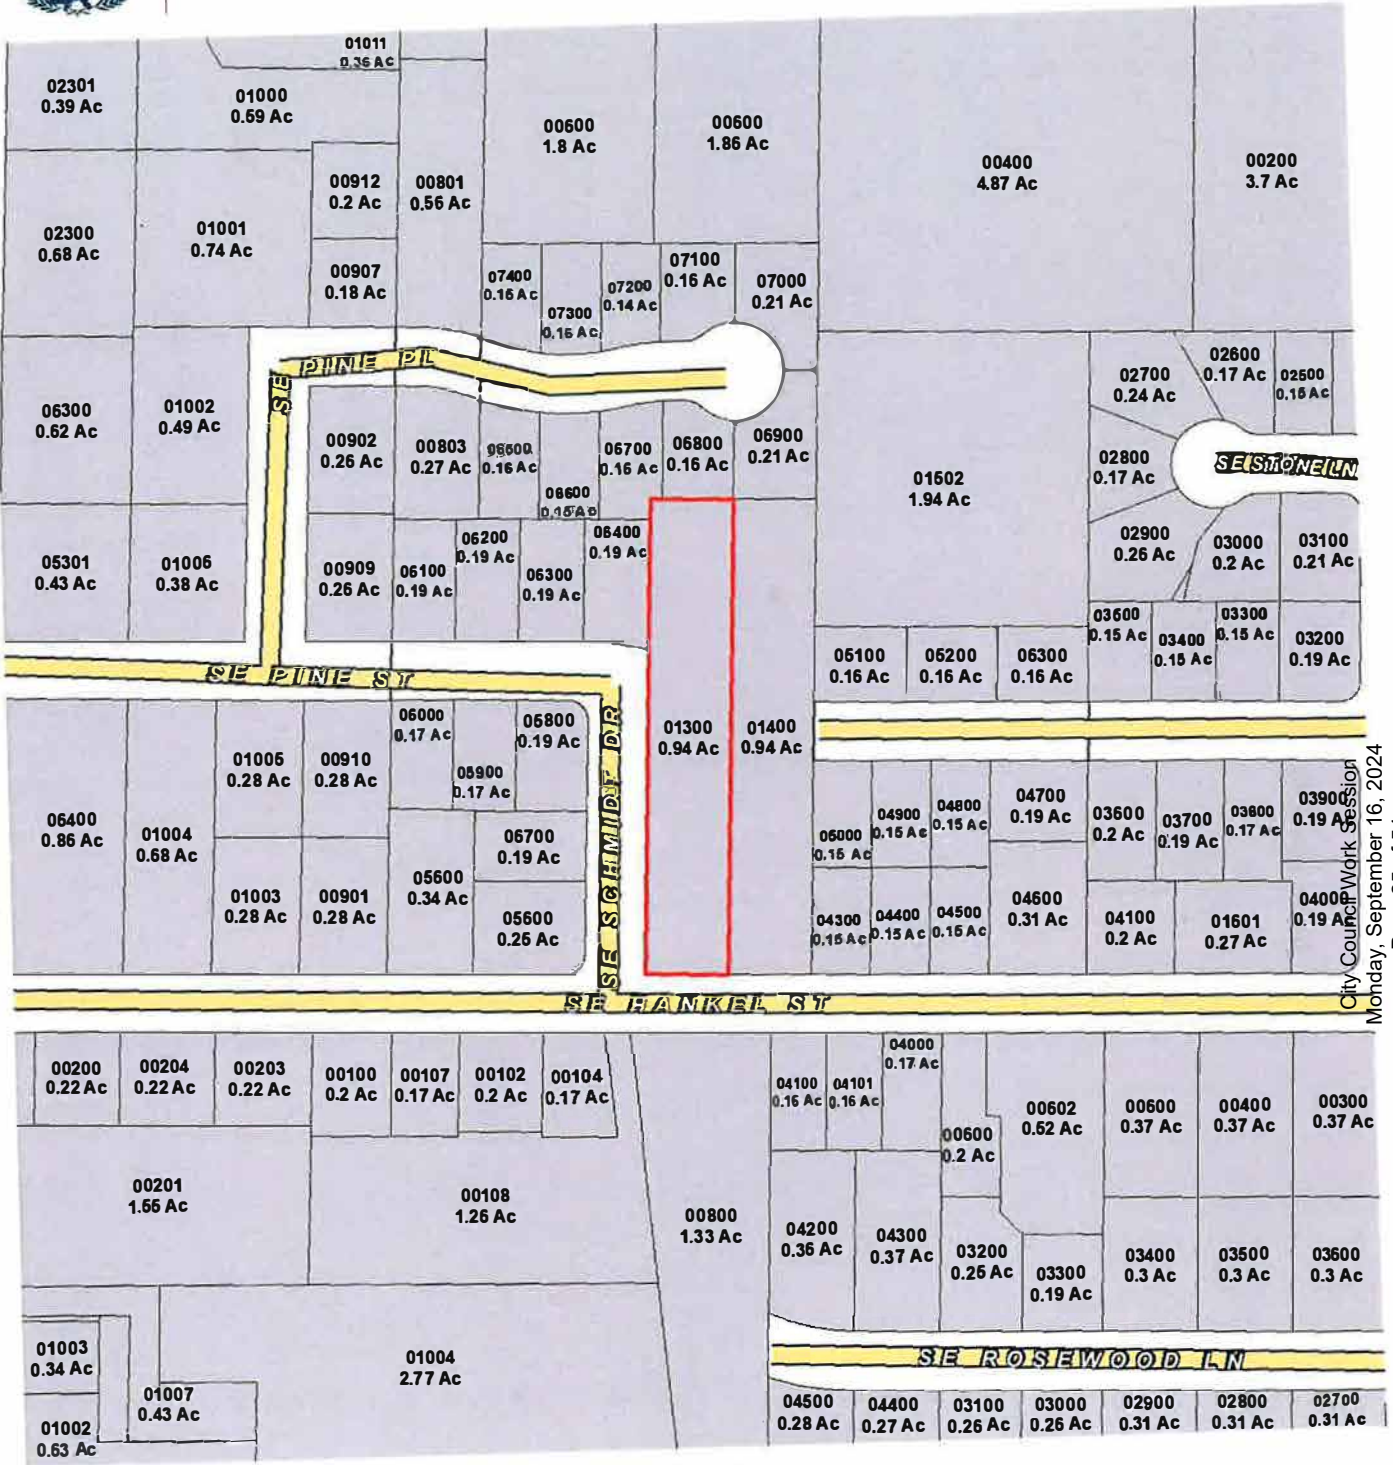 01011
0.36 Ac
02301
0.39 Ac
01000
0.59 Ac
00600
1.8 Ac
00600
1.86 Ac
00400
4.87 Ac
00200
3.7 Ac
00912
0.2 Ac
00801
0.56 Ac
02300
0.68 Ac
01001
0.74 Ac
00907
0.18 Ac
07400
0.16 Ac
07300
0.16 Ac
07200
0.14 Ac
07100
0.16 Ac
07000
0.21 Ac
SE PINE PL
02700
0.24 Ac
02600
0.17 Ac
02500
0.15 Ac
06300
0.62 Ac
01002
0.49 Ac
00902
0.26 Ac
00803
0.27 Ac
06500
0.16 Ac
06600
0.15 Ac
06700
0.16 Ac
06800
0.16 Ac
06900
0.21 Ac
01502
1.94 Ac
02800
0.17 Ac
SE STONE LN
02900
0.26 Ac
03000
0.2 Ac
03100
0.21 Ac
05301
0.43 Ac
01006
0.38 Ac
00909
0.26 Ac
06100
0.19 Ac
06200
0.19 Ac
06300
0.19 Ac
06400
0.19 Ac
03500
0.15 Ac
03400
0.15 Ac
03300
0.15 Ac
03200
0.19 Ac
05100
0.16 Ac
05200
0.16 Ac
05300
0.16 Ac
SE PINE ST
SE SCHMIDT DR
01300
0.94 Ac
01400
0.94 Ac
06400
0.86 Ac
01004
0.68 Ac
01005
0.28 Ac
00910
0.28 Ac
06000
0.17 Ac
05900
0.17 Ac
05800
0.19 Ac
05700
0.19 Ac
01003
0.28 Ac
00901
0.28 Ac
05500
0.34 Ac
05600
0.25 Ac
05000
0.15 Ac
04900
0.15 Ac
04800
0.15 Ac
04700
0.19 Ac
03600
0.2 Ac
03700
0.19 Ac
03800
0.17 Ac
03900
0.19 Ac
04300
0.15 Ac
04400
0.15 Ac
04500
0.15 Ac
04600
0.31 Ac
04100
0.2 Ac
01601
0.27 Ac
04000
0.19 Ac
City Council Work Session
Monday, September 16, 2024
SE HANKEL ST
00200
0.22 Ac
00204
0.22 Ac
00203
0.22 Ac
00100
0.2 Ac
00107
0.17 Ac
00102
0.2 Ac
00104
0.17 Ac
04100
0.16 Ac
04101
0.16 Ac
04000
0.17 Ac
00600
0.2 Ac
00602
0.52 Ac
00500
0.37 Ac
00400
0.37 Ac
00300
0.37 Ac
00201
1.55 Ac
00108
1.26 Ac
00800
1.33 Ac
04200
0.36 Ac
04300
0.37 Ac
03200
0.25 Ac
03300
0.19 Ac
03400
0.3 Ac
03500
0.3 Ac
03600
0.3 Ac
01003
0.34 Ac
01007
0.43 Ac
01002
0.63 Ac
01004
2.77 Ac
SE ROSEWOOD LN
04500
0.28 Ac
04400
0.27 Ac
03100
0.26 Ac
03000
0.26 Ac
02900
0.31 Ac
02800
0.31 Ac
02700
0.31 Ac